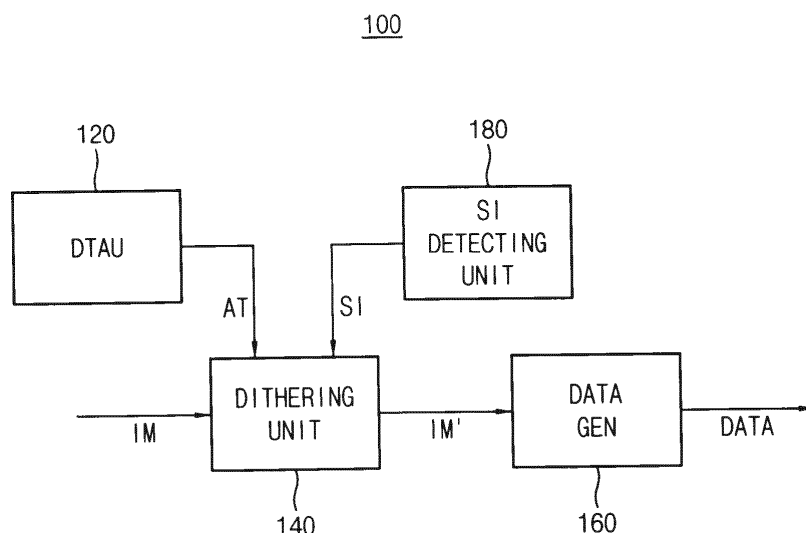 100
120
180
DTAU
SI
DETECTING
UNIT
AT
SI
DITHERING
UNIT
DATA
GEN
IM
IM'
DATA
140
160